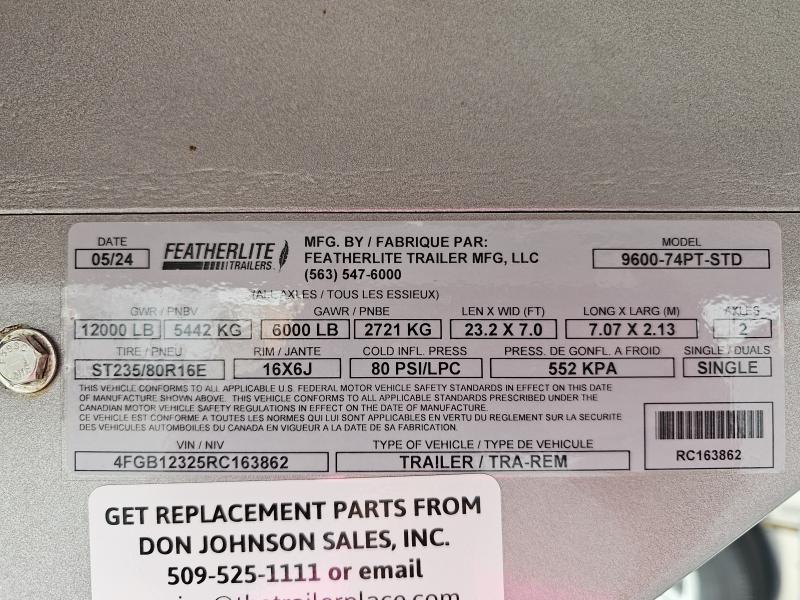 DATE
05/24
FEATHERLITE
TRAILERS
MFG. BY / FABRIQUE PAR:
FEATHERLITE TRAILER MFG, LLC
(563) 547-6000
MODEL
9600-74PT-STD
(ALL AXLES / TOUS LES ESSIEUX)
GWR / PNBV GAWR / PNBE LEN X WID (FT) LONG X LARG (M) AXLES
12000 LB 5442 KG 6000 LB 2721 KG 23.2 X 7.0 7.07 X 2.13 2
TIRE / PNEU RIM / JANTE COLD INFL. PRESS PRESS. DE GONFL. A FROID SINGLE / DUALS
ST235/80R16E 16X6J 80 PSI/LPC 552 KPA SINGLE
THIS VEHICLE CONFORMS TO ALL APPLICABLE U.S. FEDERAL MOTOR VEHICLE SAFETY STANDARDS IN EFFECT ON THIS DATE
OF MANUFACTURE SHOWN ABOVE. THIS VEHICLE CONFORMS TO ALL APPLICABLE STANDARDS PRESCRIBED UNDER THE
CANADIAN MOTOR VEHICLE SAFETY REGULATIONS IN EFFECT ON THE DATE OF MANUFACTURE.
CE VEHICULE EST CONFORME A TOUTES LES NORMES QUI LUI SONT APPLICABLES EN VERTU DU REGLEMENT SUR LA SECURITE
DES VEHICULES AUTOMOBILES DU CANADA EN VIGUEUR A LA DATE DE SA FABRICATION.
VIN / NIV TYPE OF VEHICLE / TYPE DE VEHICULE
4FGB12325RC163862 TRAILER / TRA-REM
RC163862
GET REPLACEMENT PARTS FROM
DON JOHNSON SALES, INC.
509-525-1111 or email